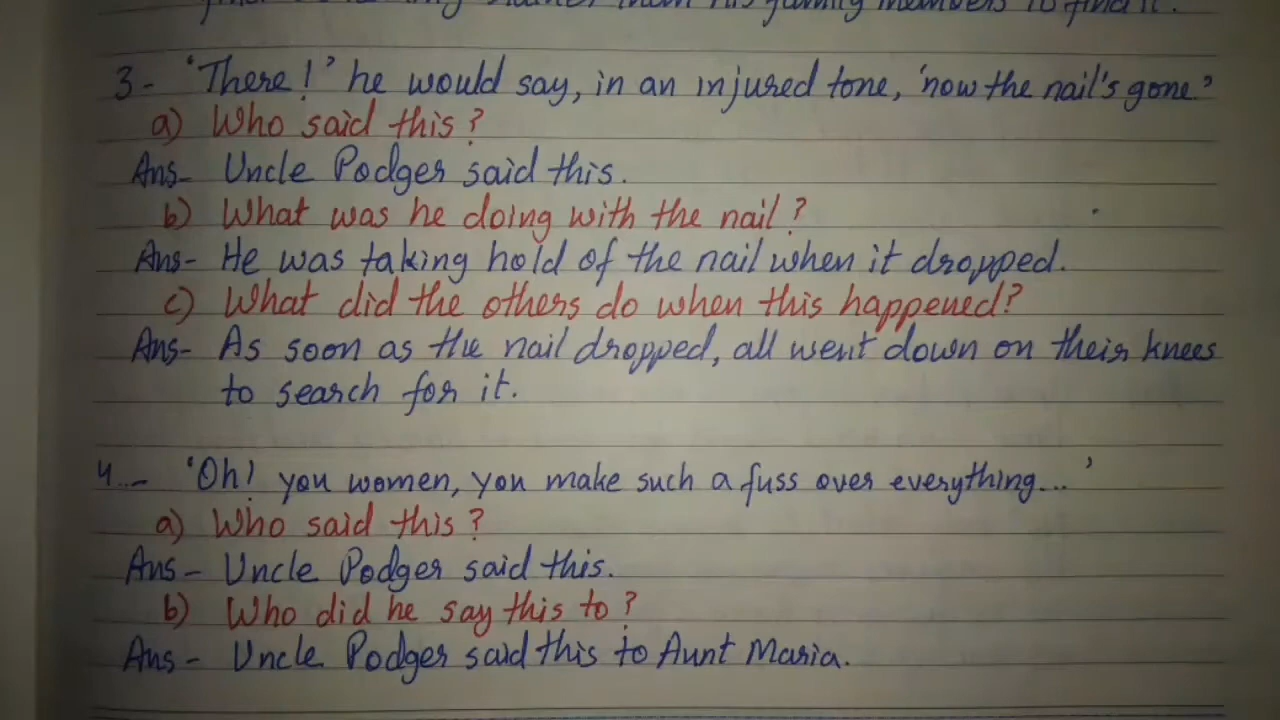 family members to find it.
3- 'There!' he would say, in an injured tone, 'now the nail's gone.'
a) Who said this?
Ans- Uncle Podger said this.
b) What was he doing with the nail?
Ans- He was taking hold of the nail when it dropped.
c) What did the others do when this happened?
Ans- As soon as the nail dropped, all went down on their knees
to search for it.
4.- 'Oh! you women, you make such a fuss over everything...'
a) Who said this?
Ans- Uncle Podger said this.
b) Who did he say this to?
Ans- Uncle Podger said this to Aunt Maria.